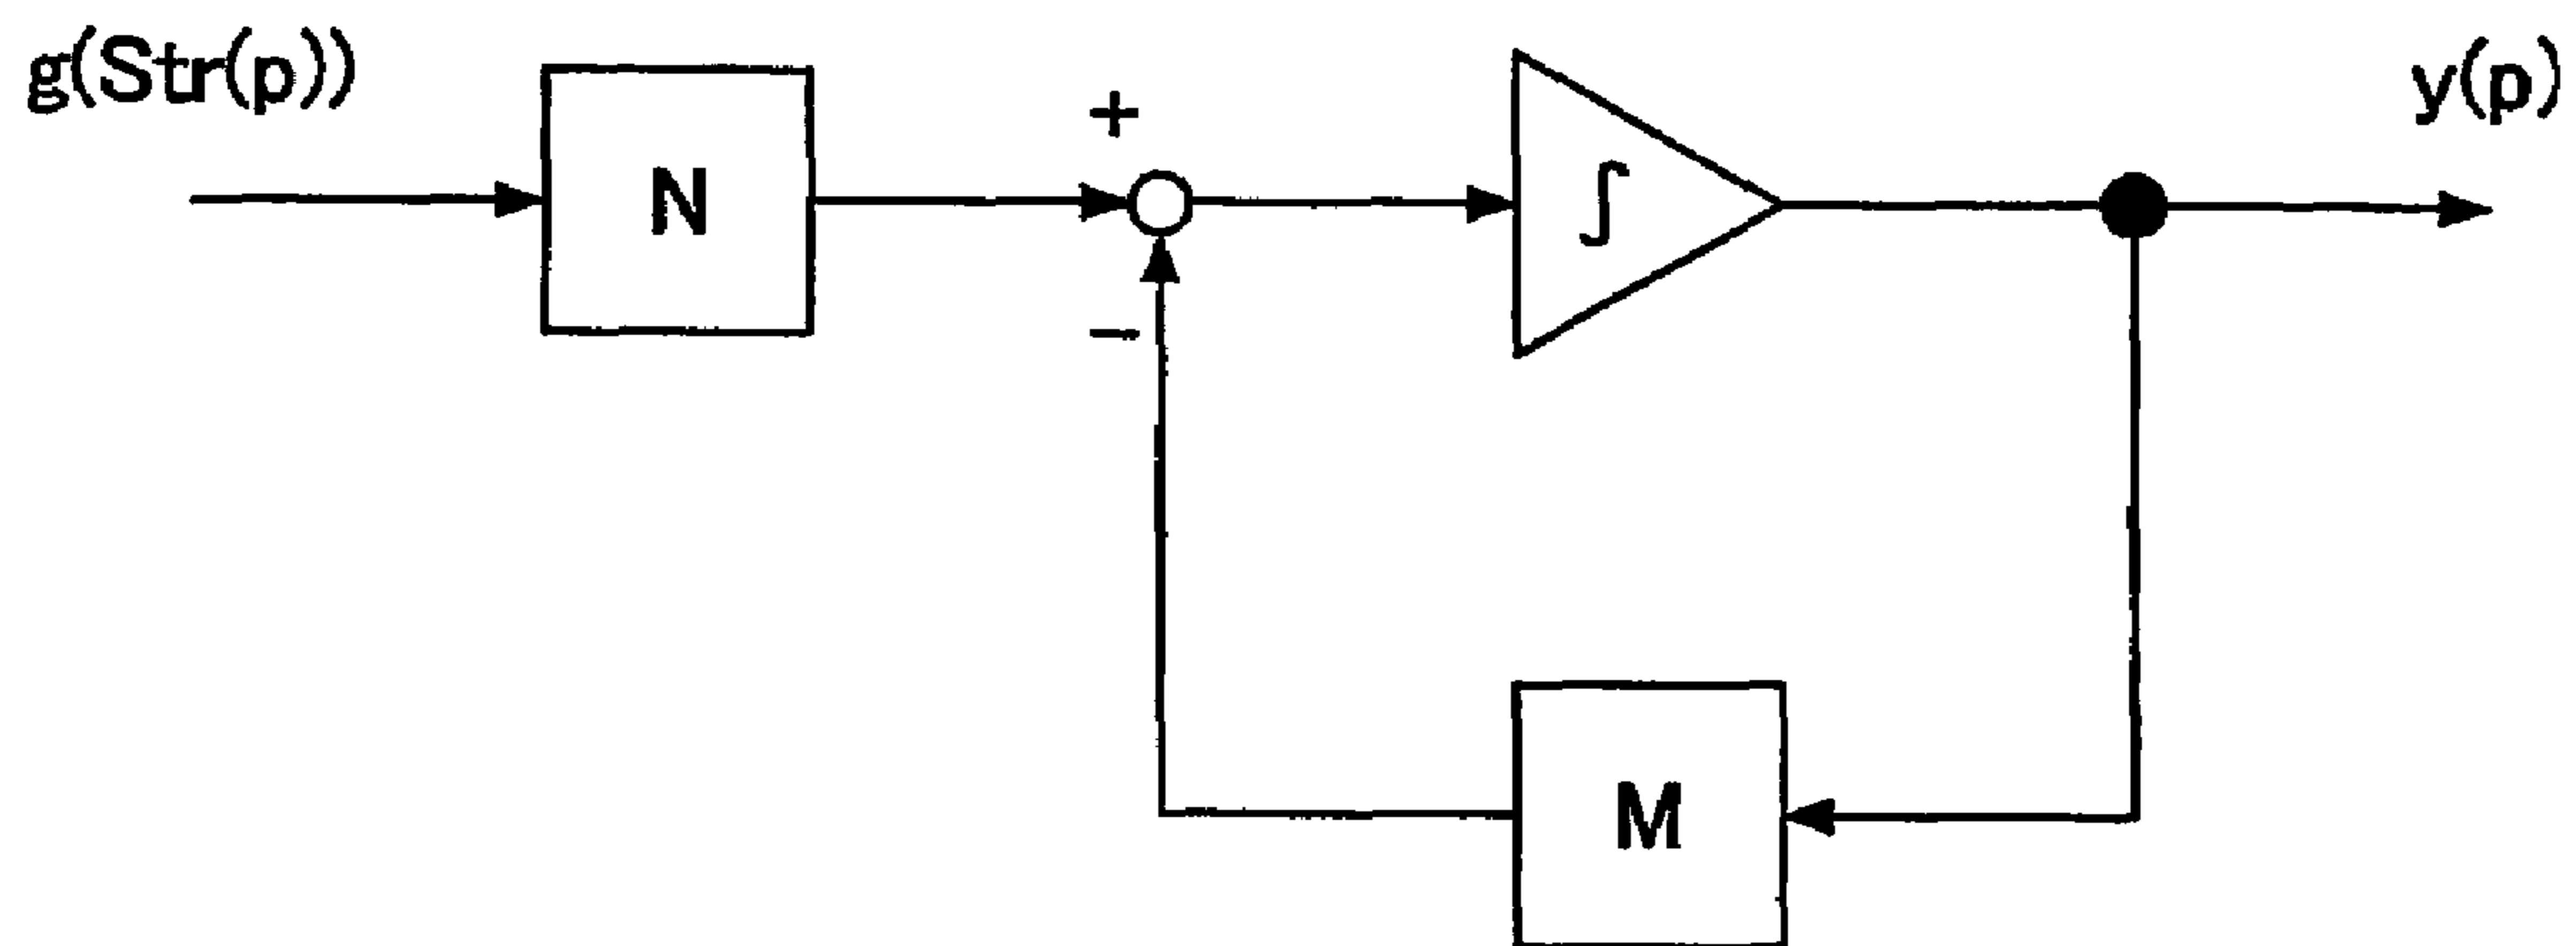 g(Str(p))
y(p)
N
+
∫
−
M